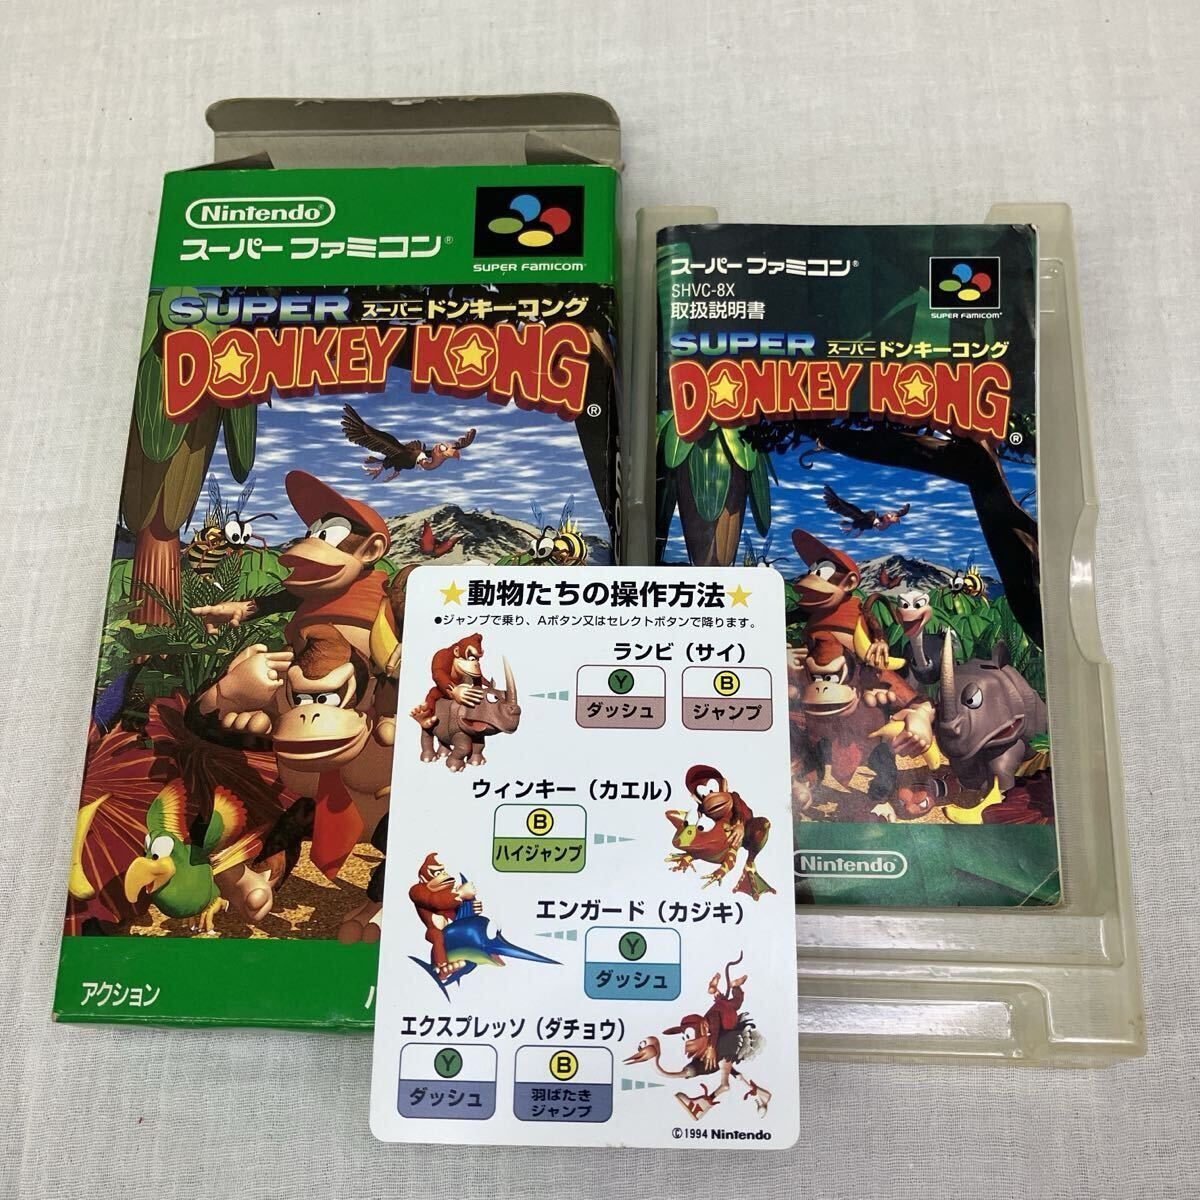 Nintendo®
スーパーファミコン®
SUPER FAMICOM
SUPER
スーパードンキーコング
DONKEY KONG®
アクション
スーパーファミコン®
SHVC-8X
取扱説明書
SUPER FAMICOM
SUPER
スーパードンキーコング
DONKEY KONG®
Nintendo
★動物たちの操作方法★
●ジャンプで乗り、Aボタン又はセレクトボタンで降ります。
ランビ（サイ）
Y
ダッシュ
B
ジャンプ
ウィンキー（カエル）
B
ハイジャンプ
エンガード（カジキ）
Y
ダッシュ
エクスプレッソ（ダチョウ）
Y
ダッシュ
B
羽ばたき
ジャンプ
©1994 Nintendo